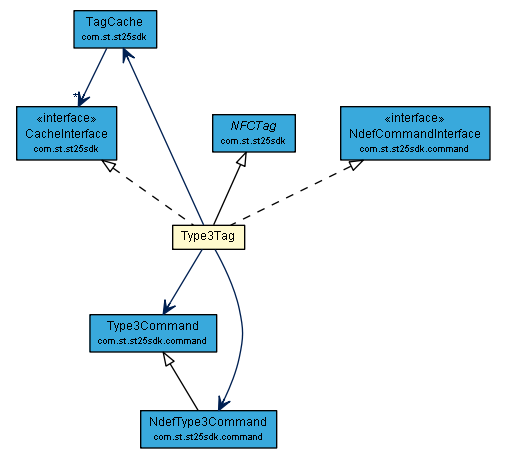 TagCache
com.st.st25sdk
*
«interface»
CacheInterface
com.st.st25sdk
NFCTag
com.st.st25sdk
«interface»
NdefCommandInterface
com.st.st25sdk.command
Type3Tag
Type3Command
com.st.st25sdk.command
NdefType3Command
com.st.st25sdk.command